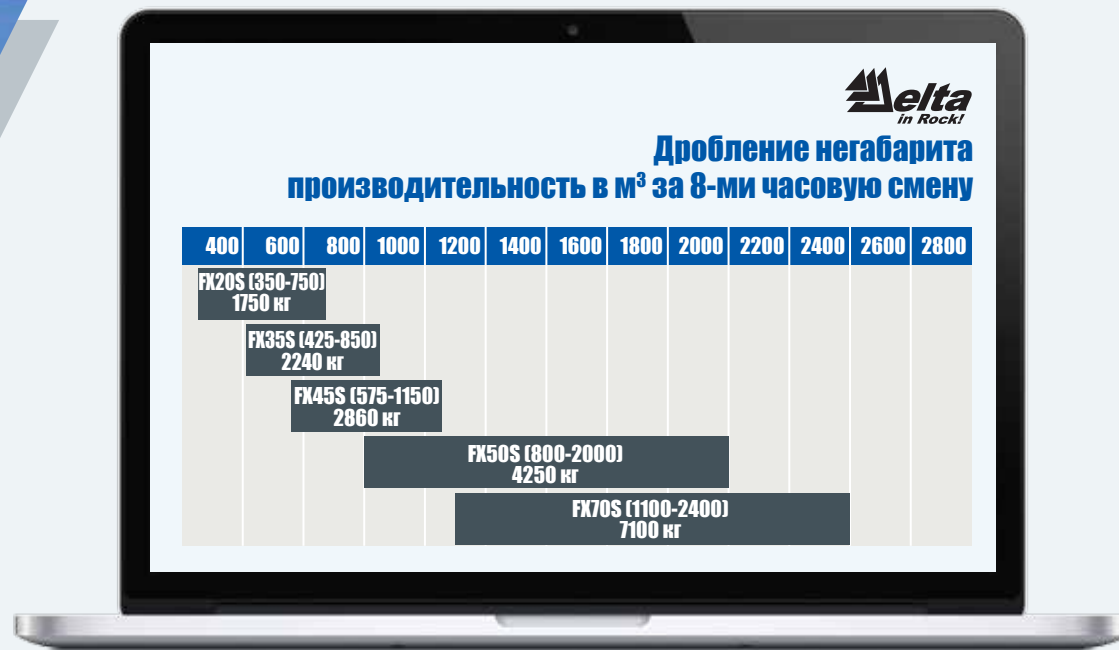 Delta
in Rock!
Дробление негабарита
производительность в м³ за 8-ми часовую смену
400 600 800 1000 1200 1400 1600 1800 2000 2200 2400 2600 2800
FX20S (350-750)
1750 кг
FX35S (425-850)
2240 кг
FX45S (575-1150)
2860 кг
FX50S (800-2000)
4250 кг
FX70S (1100-2400)
7100 кг